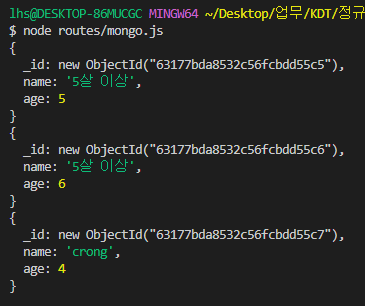 lhs@DESKTOP-86MUCGC MINGW64 ~/Desktop/업무/KDT/정규
$ node routes/mongo.js
{
  _id: new ObjectId("63177bda8532c56fcbdd55c5"),
  name: '5살 이상',
  age: 5
}
{
  _id: new ObjectId("63177bda8532c56fcbdd55c6"),
  name: '5살 이상',
  age: 6
}
{
  _id: new ObjectId("63177bda8532c56fcbdd55c7"),
  name: 'crong',
  age: 4
}